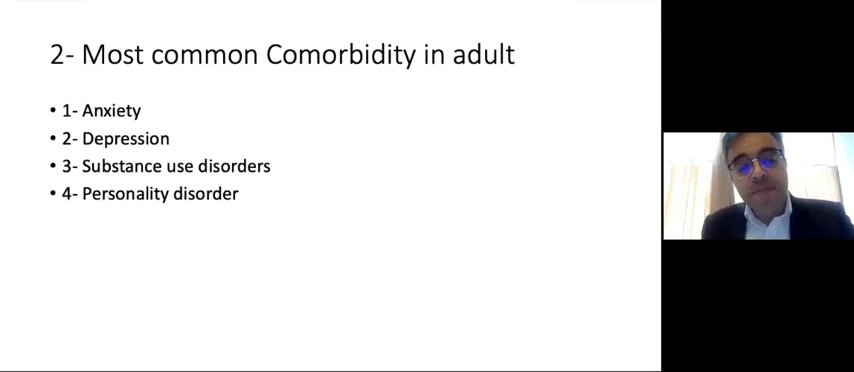 2- Most common Comorbidity in adult
• 1- Anxiety
• 2- Depression
• 3- Substance use disorders
• 4- Personality disorder